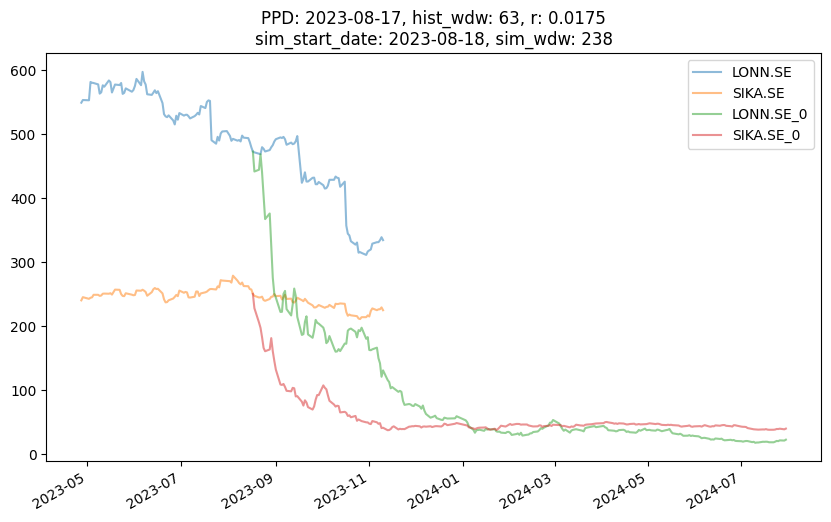 PPD: 2023-08-17, hist_wdw: 63, r: 0.0175
sim_start_date: 2023-08-18, sim_wdw: 238
LONN.SE
SIKA.SE
LONN.SE_0
SIKA.SE_0
600
500
400
300
200
100
0
2023-05
2023-07
2023-09
2023-11
2024-01
2024-03
2024-05
2024-07